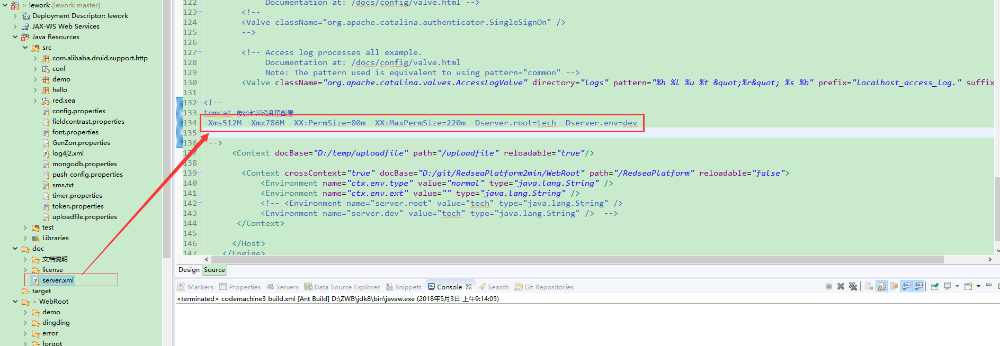 > lework [lework master]
Deployment Descriptor: lework
JAX-WS Web Services
Java Resources
src
com.alibaba.druid.support.http
conf
demo
hello
red.sea
config.properties
fieldcontrast.properties
font.properties
GenZon.properties
log4j2.xml
mongodb.properties
push_config.properties
sms.txt
timer.properties
token.properties
uploadfile.properties
test
Libraries
doc
文档说明
license
server.xml
target
> WebRoot
demo
dingding
error
forgot
122 Documentation at: /docs/config/valve.html -->
123 <!--
124 <Valve className="org.apache.catalina.authenticator.SingleSignOn" />
125 -->
126
127 <!-- Access log processes all example.
128 Documentation at: /docs/config/valve.html
129 Note: The pattern used is equivalent to using pattern="common" -->
130 <Valve className="org.apache.catalina.valves.AccessLogValve" directory="logs" pattern="%h %l %u %t &quot;%r&quot; %s %b" prefix="localhost_access_log." suffix
131
132 <!--
133 tomcat 参数和环境变量配置
134 -Xms512M -Xmx786M -XX:PermSize=80m -XX:MaxPermSize=220m -Dserver.root=tech -Dserver.env=dev
135
136 -->
137 <Context docBase="D:/temp/uploadfile" path="/uploadfile" reloadable="true"/>
138
139 <Context crossContext="true" docBase="D:/git/RedseaPlatform2min/WebRoot" path="/RedseaPlatform" reloadable="false">
140 <Environment name="ctx.env.type" value="normal" type="java.lang.String" />
141 <Environment name="ctx.env.ext" value="" type="java.lang.String" />
142 <!-- <Environment name="server.root" value="tech" type="java.lang.String" />
143 <Environment name="server.dev" value="tech" type="java.lang.String" /> -->
144 </Context>
145
146 </Host>
147 </Engine>
Design Source
Markers Properties Servers Data Source Explorer Snippets Console Search Git Repositories
<terminated> codemachine3 build.xml [Ant Build] D:\ZWB\jdk8\bin\javaw.exe (2018年5月3日 上午9:14:05)